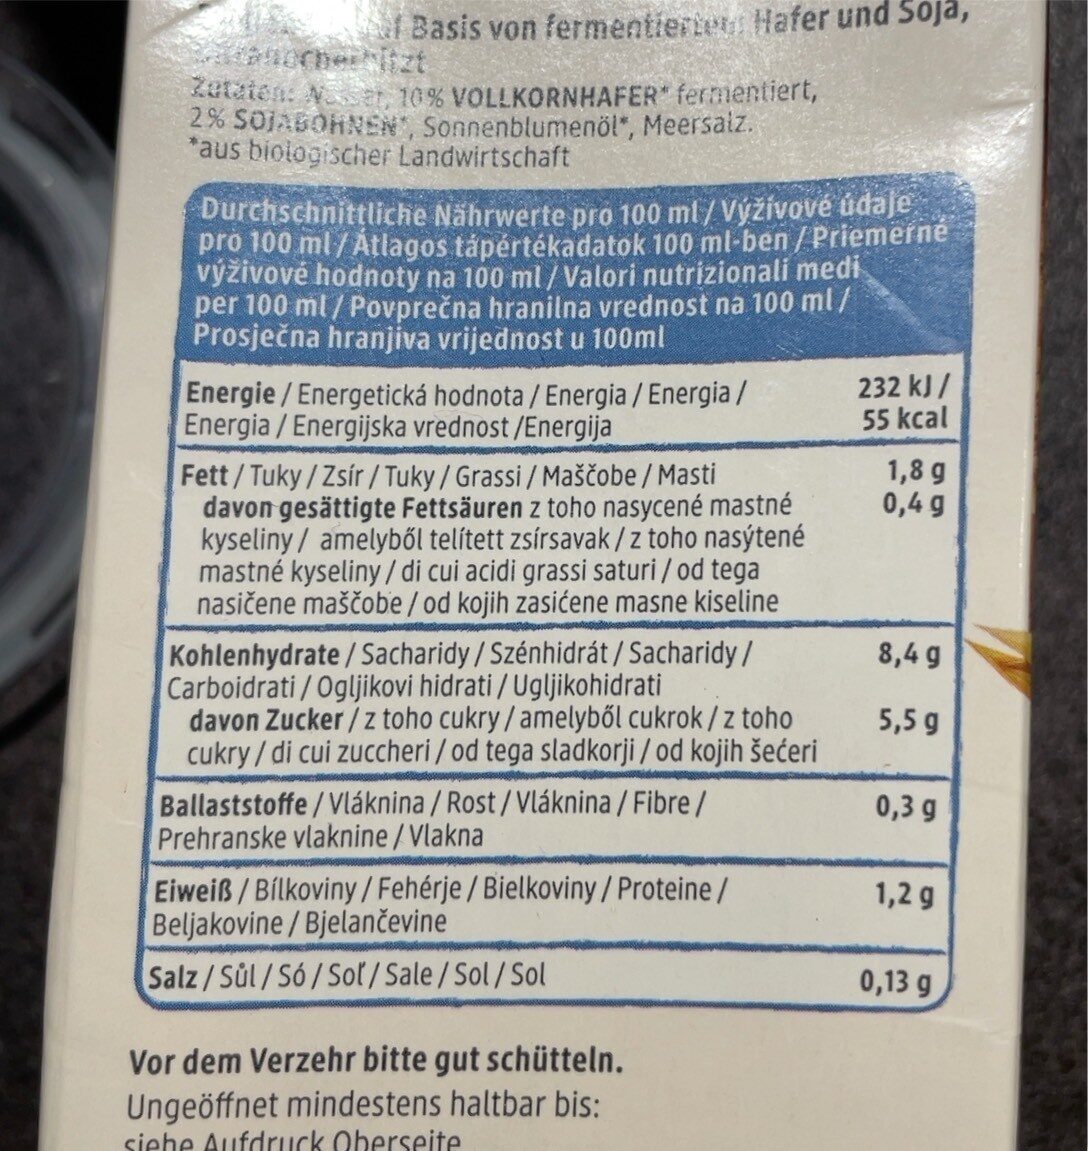 auf Basis von fermentiertem Hafer und Soja,
ultrahocherhitzt
Zutaten: Wasser, 10% VOLLKORNHAFER* fermentiert,
2% SOJABOHNEN*, Sonnenblumenöl*, Meersalz.
*aus biologischer Landwirtschaft
Durchschnittliche Nährwerte pro 100 ml / Výživové údaje
pro 100 ml / Átlagos tápértékadatok 100 ml-ben / Priemerné
výživové hodnoty na 100 ml / Valori nutrizionali medi
per 100 ml / Povprečna hranilna vrednost na 100 ml /
Prosječna hranjiva vrijednost u 100ml
Energie / Energetická hodnota / Energia / Energia / 232 kJ /
Energia / Energijska vrednost /Energija 55 kcal
Fett / Tuky / Zsír / Tuky / Grassi / Maščobe / Masti 1,8 g
davon gesättigte Fettsäuren z toho nasycené mastné 0,4 g
kyseliny / amelyből telített zsírsavak / z toho nasýtené
mastné kyseliny / di cui acidi grassi saturi / od tega
nasičene maščobe / od kojih zasićene masne kiseline
Kohlenhydrate / Sacharidy / Szénhidrát / Sacharidy / 8,4 g
Carboidrati / Ogljikovi hidrati / Ugljikohidrati
davon Zucker / z toho cukry / amelyből cukrok / z toho 5,5 g
cukry / di cui zuccheri / od tega sladkorji / od kojih šećeri
Ballaststoffe / Vláknina / Rost / Vláknina / Fibre / 0,3 g
Prehranske vlaknine / Vlakna
Eiweiß / Bílkoviny / Fehérje / Bielkoviny / Proteine / 1,2 g
Beljakovine / Bjelančevine
Salz / Sůl / Só / Soľ / Sale / Sol / Sol 0,13 g
Vor dem Verzehr bitte gut schütteln.
Ungeöffnet mindestens haltbar bis:
siehe Aufdruck Oberseite